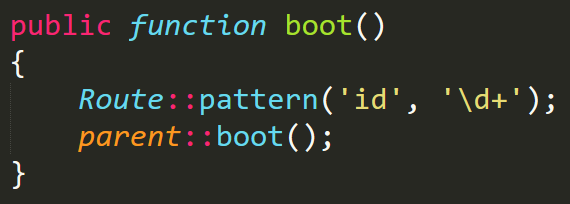 public function boot()
{
    Route::pattern('id', '\d+');
    parent::boot();
}